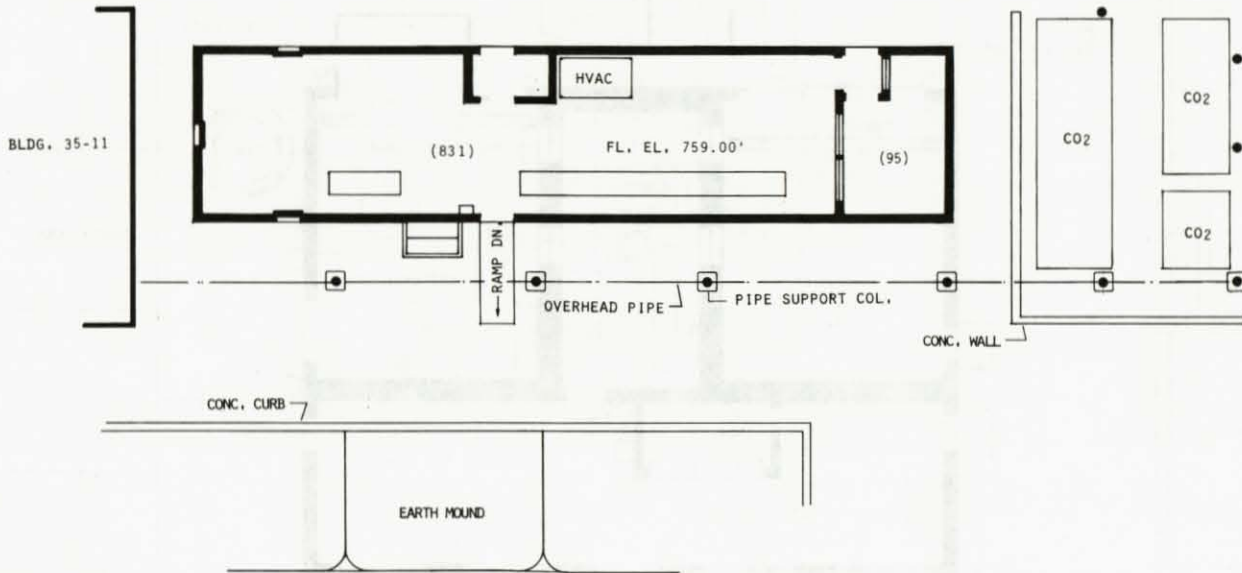 BLDG. 35-11
HVAC
(831)
FL. EL. 759.00'
(95)
CO2
CO2
CO2
RAMP DN.
OVERHEAD PIPE
PIPE SUPPORT COL.
CONC. WALL
CONC. CURB
EARTH MOUND